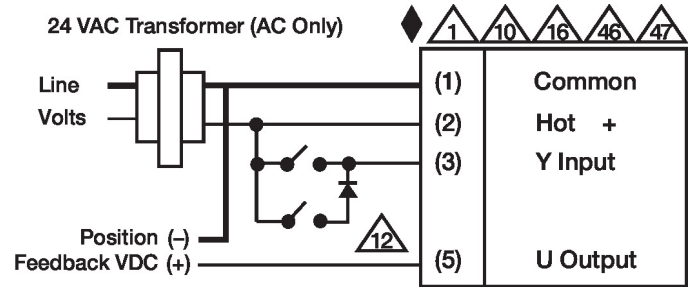 24 VAC Transformer (AC Only)
1 10 16 46 47
Line
Volts
(1) Common
(2) Hot +
(3) Y Input
12
Position (–)
Feedback VDC (+)
(5) U Output